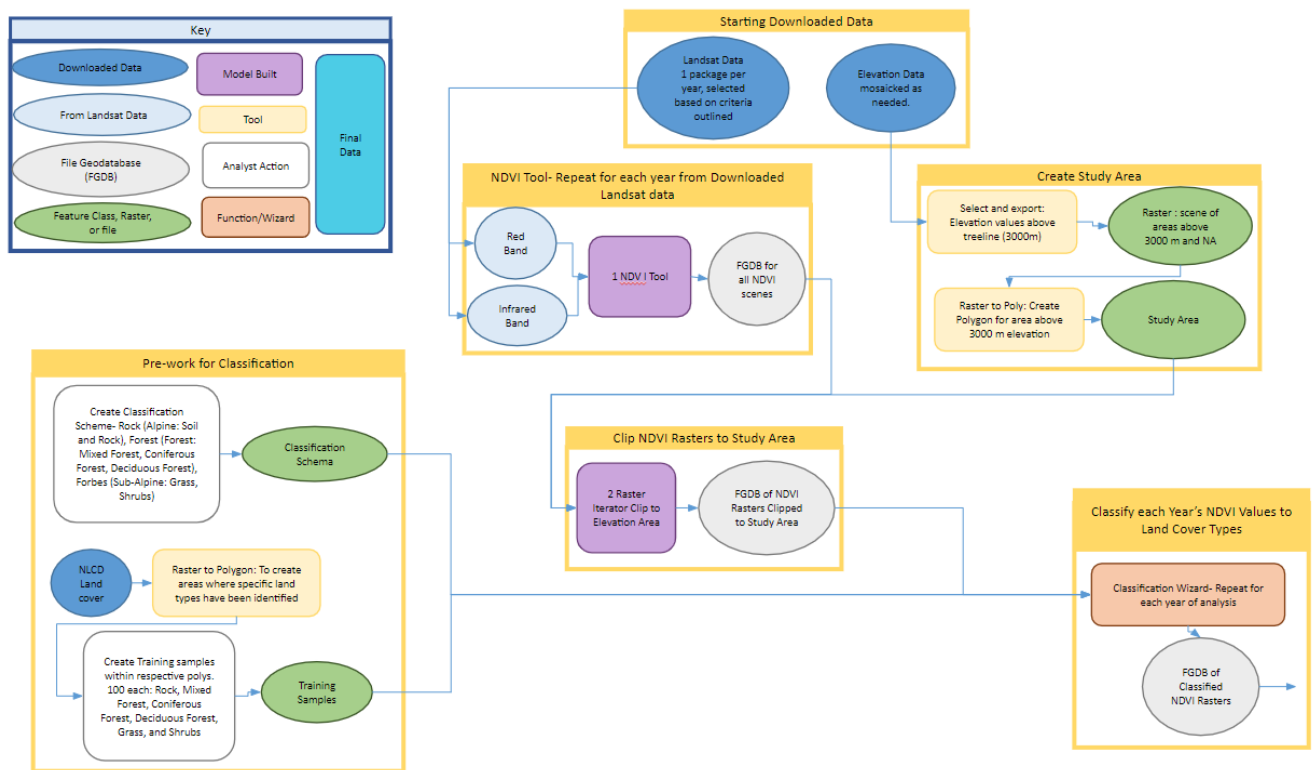 Key
Downloaded Data
From Landsat Data
File Geodatabase
(FGDB)
Feature Class, Raster,
or file
Model Built
Tool
Analyst Action
Function/Wizard
Final
Data
Starting Downloaded Data
Landsat Data
1 package per
year, selected
based on criteria
outlined
Elevation Data
mosaicked as
needed.
NDVI Tool- Repeat for each year from Downloaded
Landsat data
Red
Band
Infrared
Band
1 NDV I Tool
FGDB for
all NDVI
scenes
Create Study Area
Select and export:
Elevation values above
treeline (3000m)
Raster : scene of
areas above
3000 m and NA
Raster to Poly: Create
Polygon for area above
3000 m elevation
Study Area
Pre-work for Classification
Create Classification
Scheme- Rock (Alpine: Soil
and Rock), Forest (Forest:
Mixed Forest, Coniferous
Forest, Deciduous Forest),
Forbes (Sub-Alpine: Grass,
Shrubs)
Classification
Schema
NLCD
Land
cover
Raster to Polygon: To create
areas where specific land
types have been identified
Create Training samples
within respective polys.
100 each: Rock, Mixed
Forest, Coniferous
Forest, Deciduous Forest,
Grass, and Shrubs
Training
Samples
Clip NDVI Rasters to Study Area
2 Raster
Iterator Clip to
Elevation Area
FGDB of NDVI
Rasters Clipped
to Study Area
Classify each Year's NDVI Values to
Land Cover Types
Classification Wizard- Repeat for
each year of analysis
FGDB of
Classified
NDVI Rasters